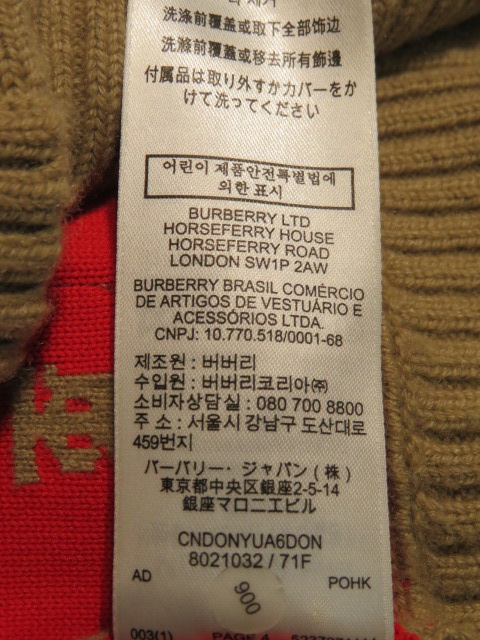 洗涤前覆盖或取下全部饰边
洗滌前覆蓋或移去所有飾邊
付属品は取り外すかカバーをか
けて洗ってください
어린이 제품안전특별법에
의한 표시
BURBERRY LTD
HORSEFERRY HOUSE
HORSEFERRY ROAD
LONDON SW1P 2AW
BURBERRY BRASIL COMÉRCIO
DE ARTIGOS DE VESTUÁRIO E
ACESSÓRIOS LTDA.
CNPJ: 10.770.518/0001-68
제조원 : 버버리
수입원 : 버버리코리아㈜
소비자상담실 : 080 700 8800
주 소 : 서울시 강남구 도산대로
459번지
バーバリー・ジャパン（株）
東京都中央区銀座2-5-14
銀座マロニエビル
CNDONYUA6DON
8021032 / 71F
AD
POHK
900
003(1) PAGE 4